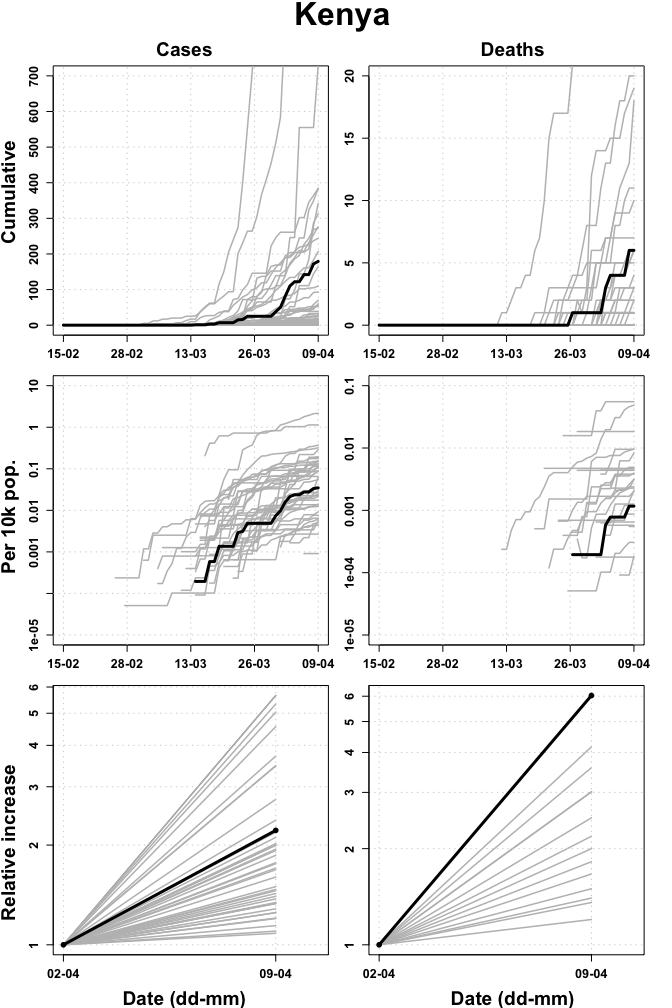 Kenya
Cases
Deaths
Cumulative
700
600
500
400
300
200
100
0
15-02 28-02 13-03 26-03 09-04
20
15
10
5
0
15-02 28-02 13-03 26-03 09-04
Per 10k pop.
10
1
0.1
0.01
0.001
1e-05
15-02 28-02 13-03 26-03 09-04
0.1
0.01
0.001
1e-04
1e-05
15-02 28-02 13-03 26-03 09-04
Relative increase
6
5
4
3
2
1
02-04 09-04
Date (dd-mm)
6
5
4
3
2
1
02-04 09-04
Date (dd-mm)